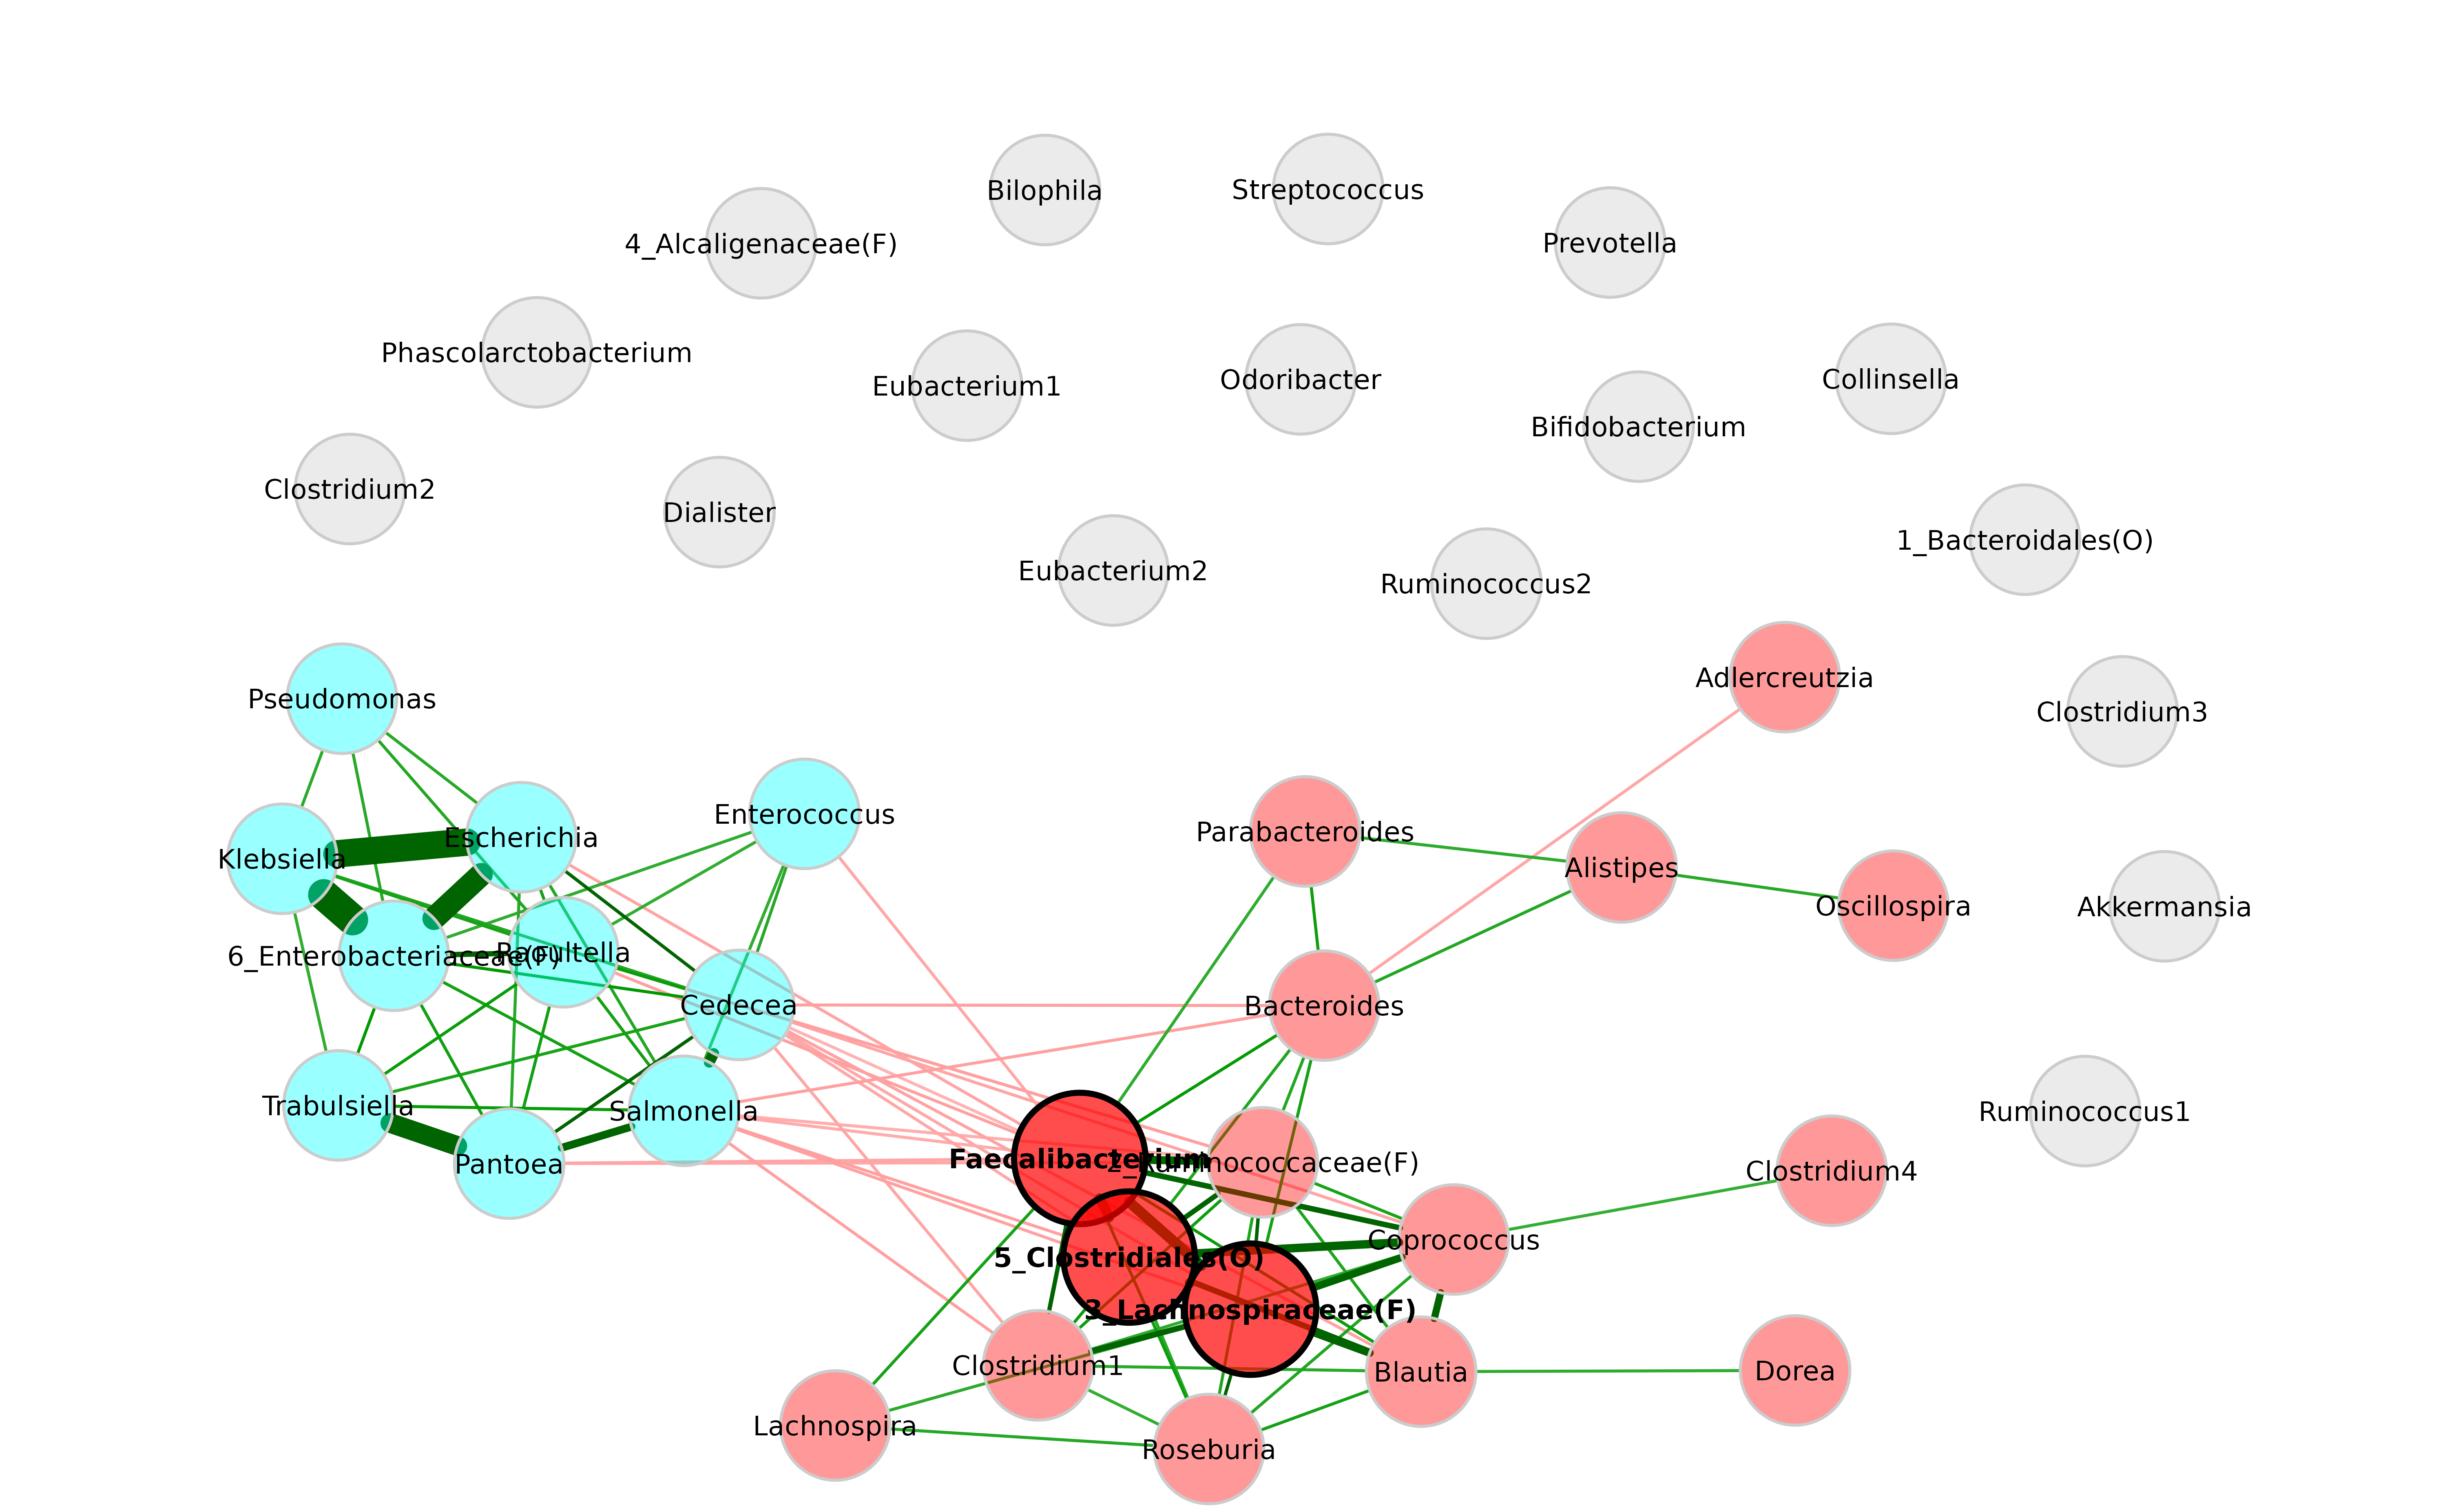 Bilophila
Streptococcus
4_Alcaligenaceae(F)
Prevotella
Phascolarctobacterium
Eubacterium1
Odoribacter
Collinsella
Bifidobacterium
Clostridium2
Dialister
1_Bacteroidales(O)
Eubacterium2
Ruminococcus2
Adlercreutzia
Pseudomonas
Clostridium3
Enterococcus
Parabacteroides
Escherichia
Klebsiella
Alistipes
Oscillospira
Akkermansia
6_Enterobacteriaceae(F)
Raoultella
Cedecea
Bacteroides
Trabulsiella
Salmonella
Ruminococcus1
Pantoea
Faecalibacterium
2_Ruminococcaceae(F)
Clostridium4
Coprococcus
5_Clostridiales(O)
3_Lachnospiraceae(F)
Clostridium1
Blautia
Dorea
Lachnospira
Roseburia